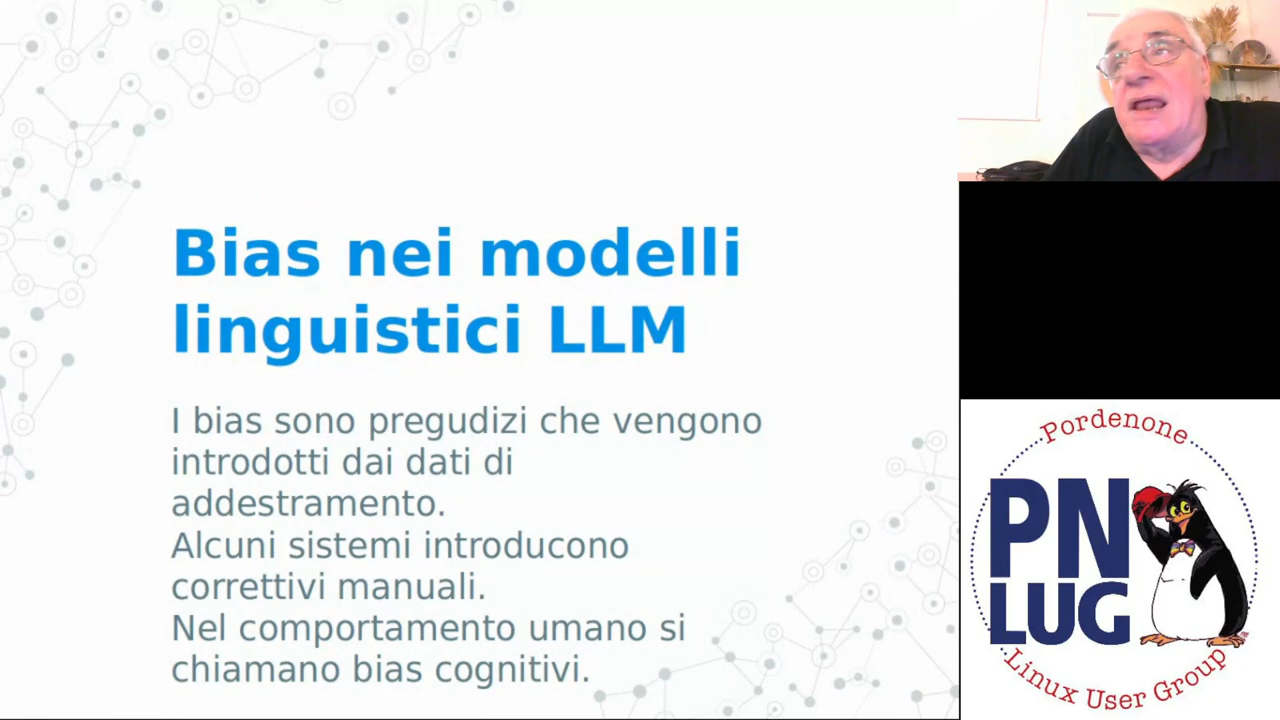 Bias nei modelli
linguistici LLM
I bias sono pregudizi che vengono
introdotti dai dati di
addestramento.
Alcuni sistemi introducono
correttivi manuali.
Nel comportamento umano si
chiamano bias cognitivi.
Pordenone
PN
LUG
Linux User Group